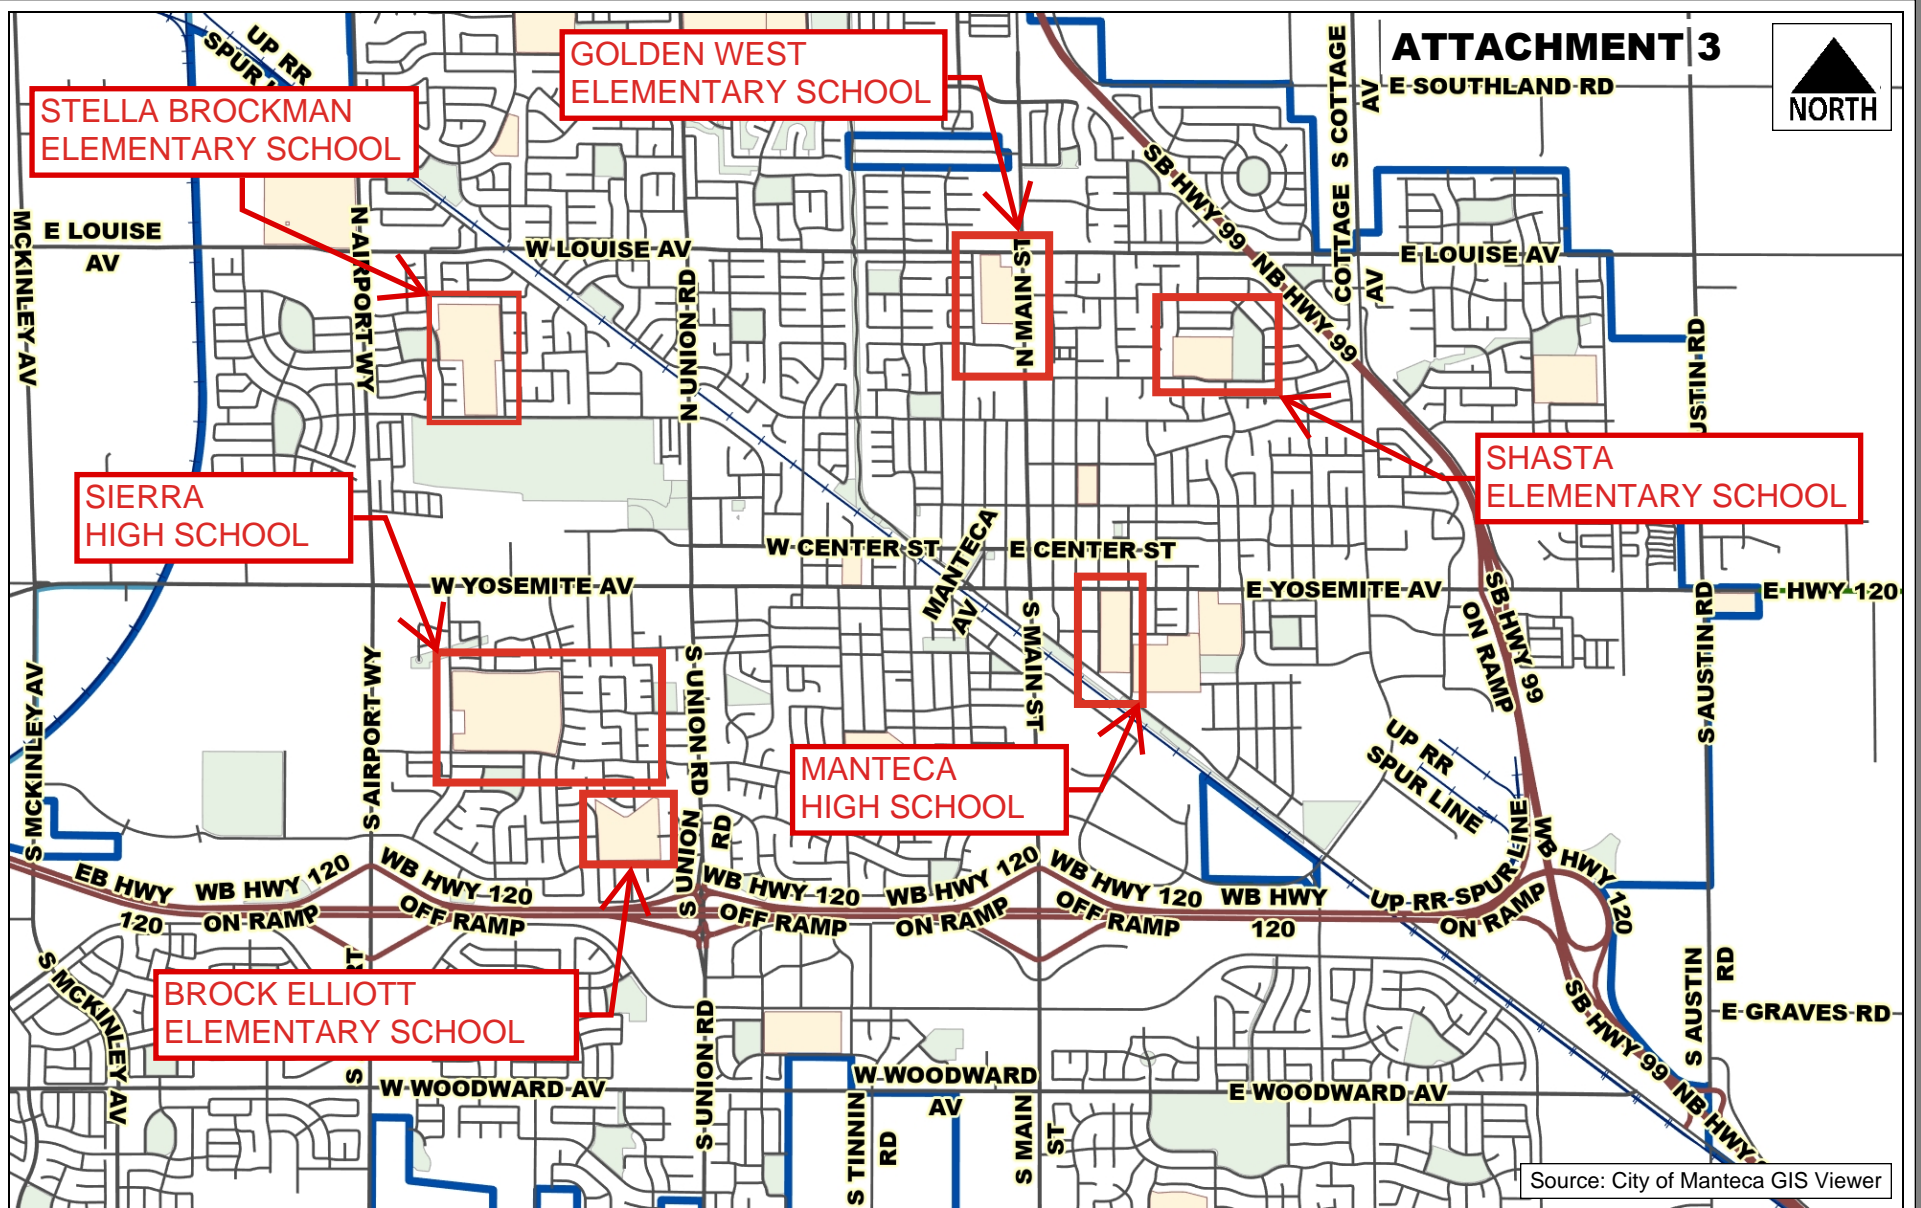 ATTACHMENT 3
NORTH
UP RR
SPUR
GOLDEN WEST
ELEMENTARY SCHOOL
STELLA BROCKMAN
ELEMENTARY SCHOOL
S COTTAGE
AV
E SOUTHLAND RD
SB HWY 99
NB HWY 99
COTTAGE
AV
MCKINLEY AV
E LOUISE
AV
N AIRPORT WY
W LOUISE AV
N UNION RD
N MAIN ST
E LOUISE AV
USTIN RD
SHASTA
ELEMENTARY SCHOOL
SIERRA
HIGH SCHOOL
W CENTER ST
MANTECA
AV
E CENTER ST
W YOSEMITE AV
E YOSEMITE AV
E HWY 120
SB HWY 99
ON RAMP
S MAIN ST
S AUSTIN RD
S MCKINLEY AV
S AIRPORT WY
S UNION RD
MANTECA
HIGH SCHOOL
UP RR
SPUR LINE
S UNION
RD
EB HWY
120
WB HWY 120
ON RAMP
WB HWY 120
OFF RAMP
WB HWY 120
OFF RAMP
WB HWY 120
ON RAMP
WB HWY 120
OFF RAMP
WB HWY
120
UP RR SPUR LINE
ON RAMP
WB HWY
120
S MCKINLEY AV
RT
S
BROCK ELLIOTT
ELEMENTARY SCHOOL
S UNION RD
SB HWY 99
NB HWY
S AUSTIN
RD
E GRAVES RD
W WOODWARD AV
W WOODWARD
AV
E WOODWARD AV
S TINNIN
RD
S MAIN
ST
Source: City of Manteca GIS Viewer